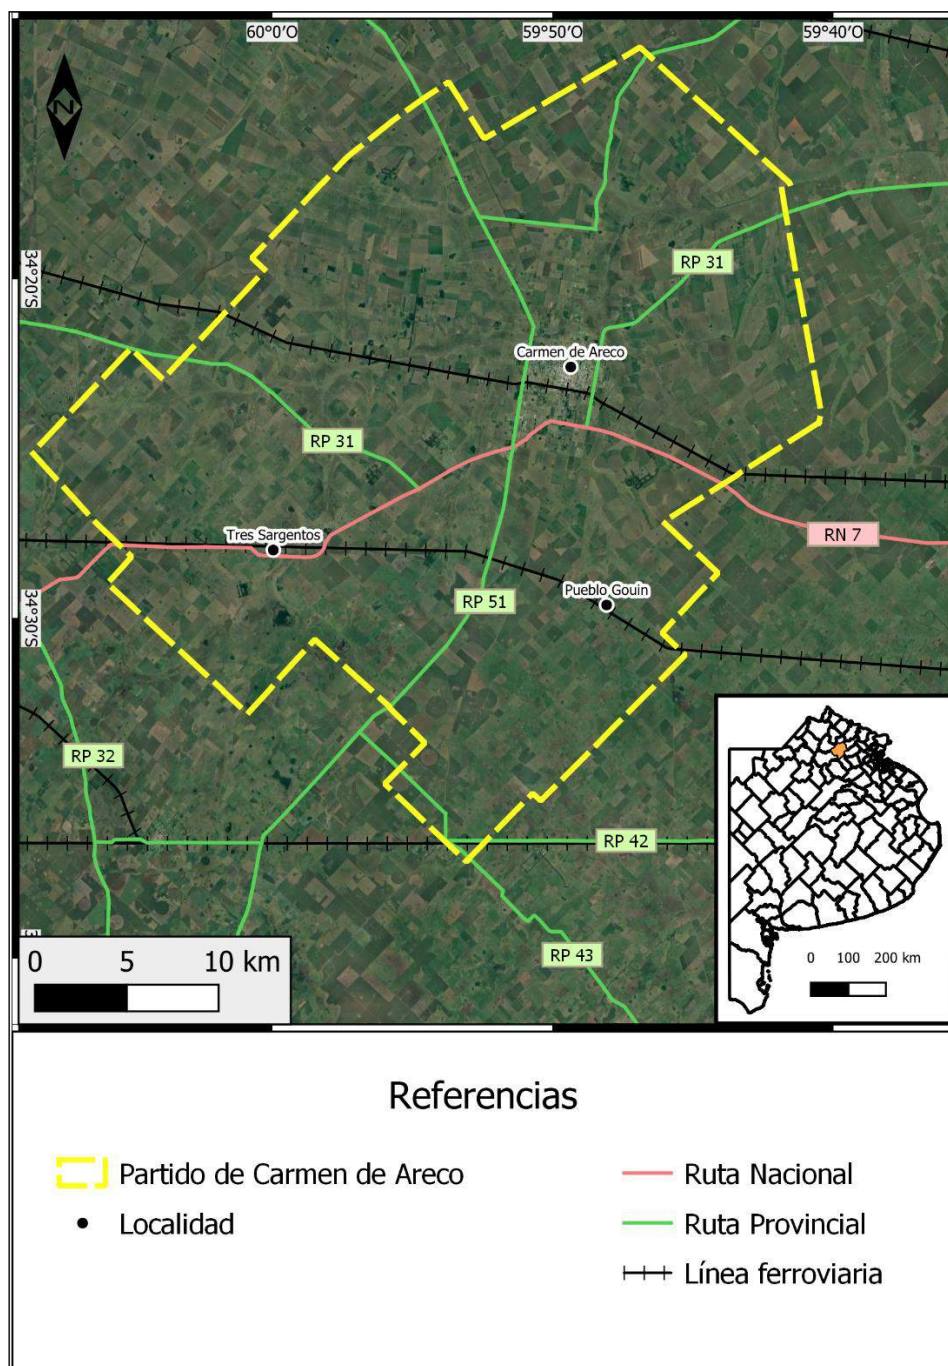 60°0′O
59°50′O
59°40′O
N
34°20′S
RP 31
Carmen de Areco
RP 31
Tres Sargentos
RN 7
Pueblo Gouin
RP 51
34°30′S
RP 32
RP 42
RP 43
0 5 10 km
0 100 200 km
Referencias
Partido de Carmen de Areco
Localidad
Ruta Nacional
Ruta Provincial
Línea ferroviaria